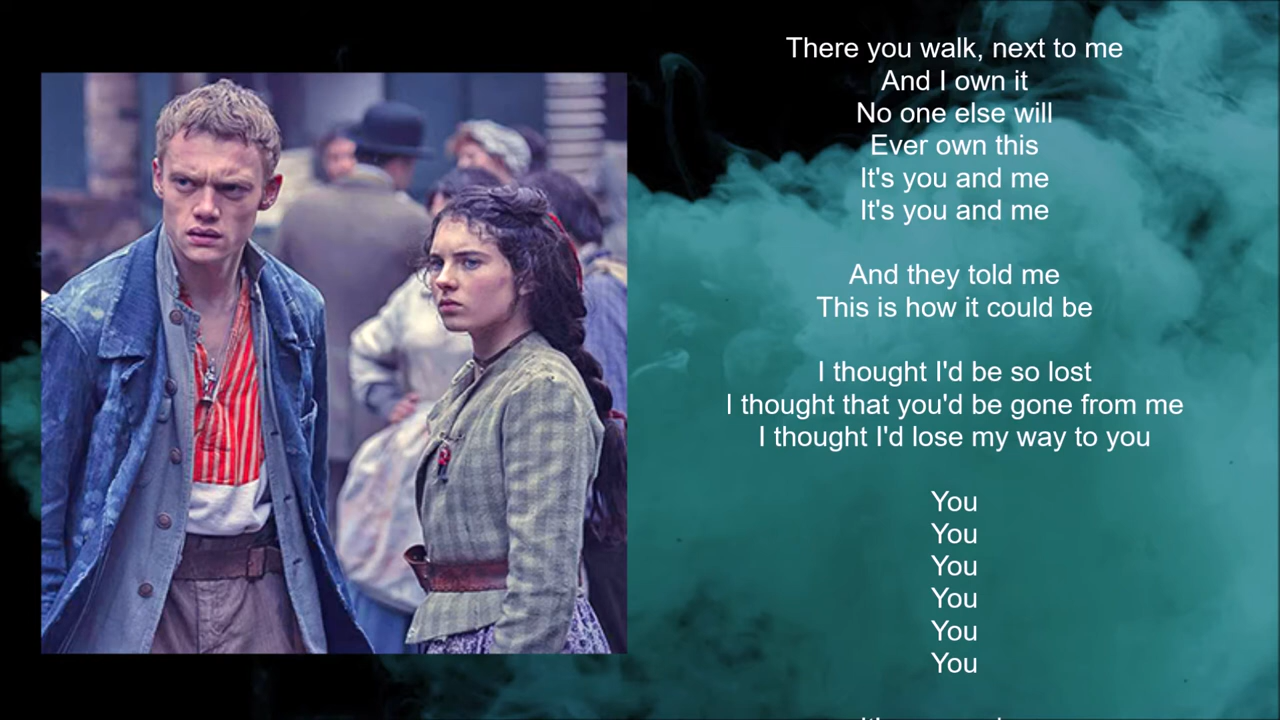 There you walk, next to me
And I own it
No one else will
Ever own this
It's you and me
It's you and me
And they told me
This is how it could be
I thought I'd be so lost
I thought that you'd be gone from me
I thought I'd lose my way to you
You
You
You
You
You
You